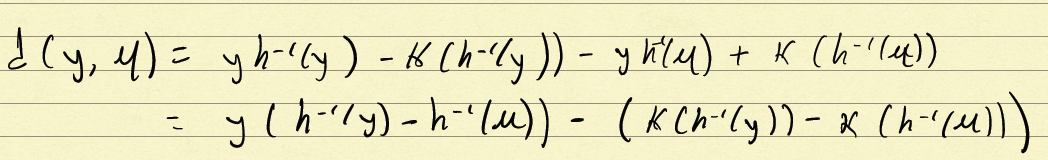 d(y, μ) = y h⁻¹(y) - κ(h⁻¹(y)) - y h⁻¹(μ) + κ(h⁻¹(μ))
= y(h⁻¹(y) - h⁻¹(μ)) - (κ(h⁻¹(y)) - κ(h⁻¹(μ)))